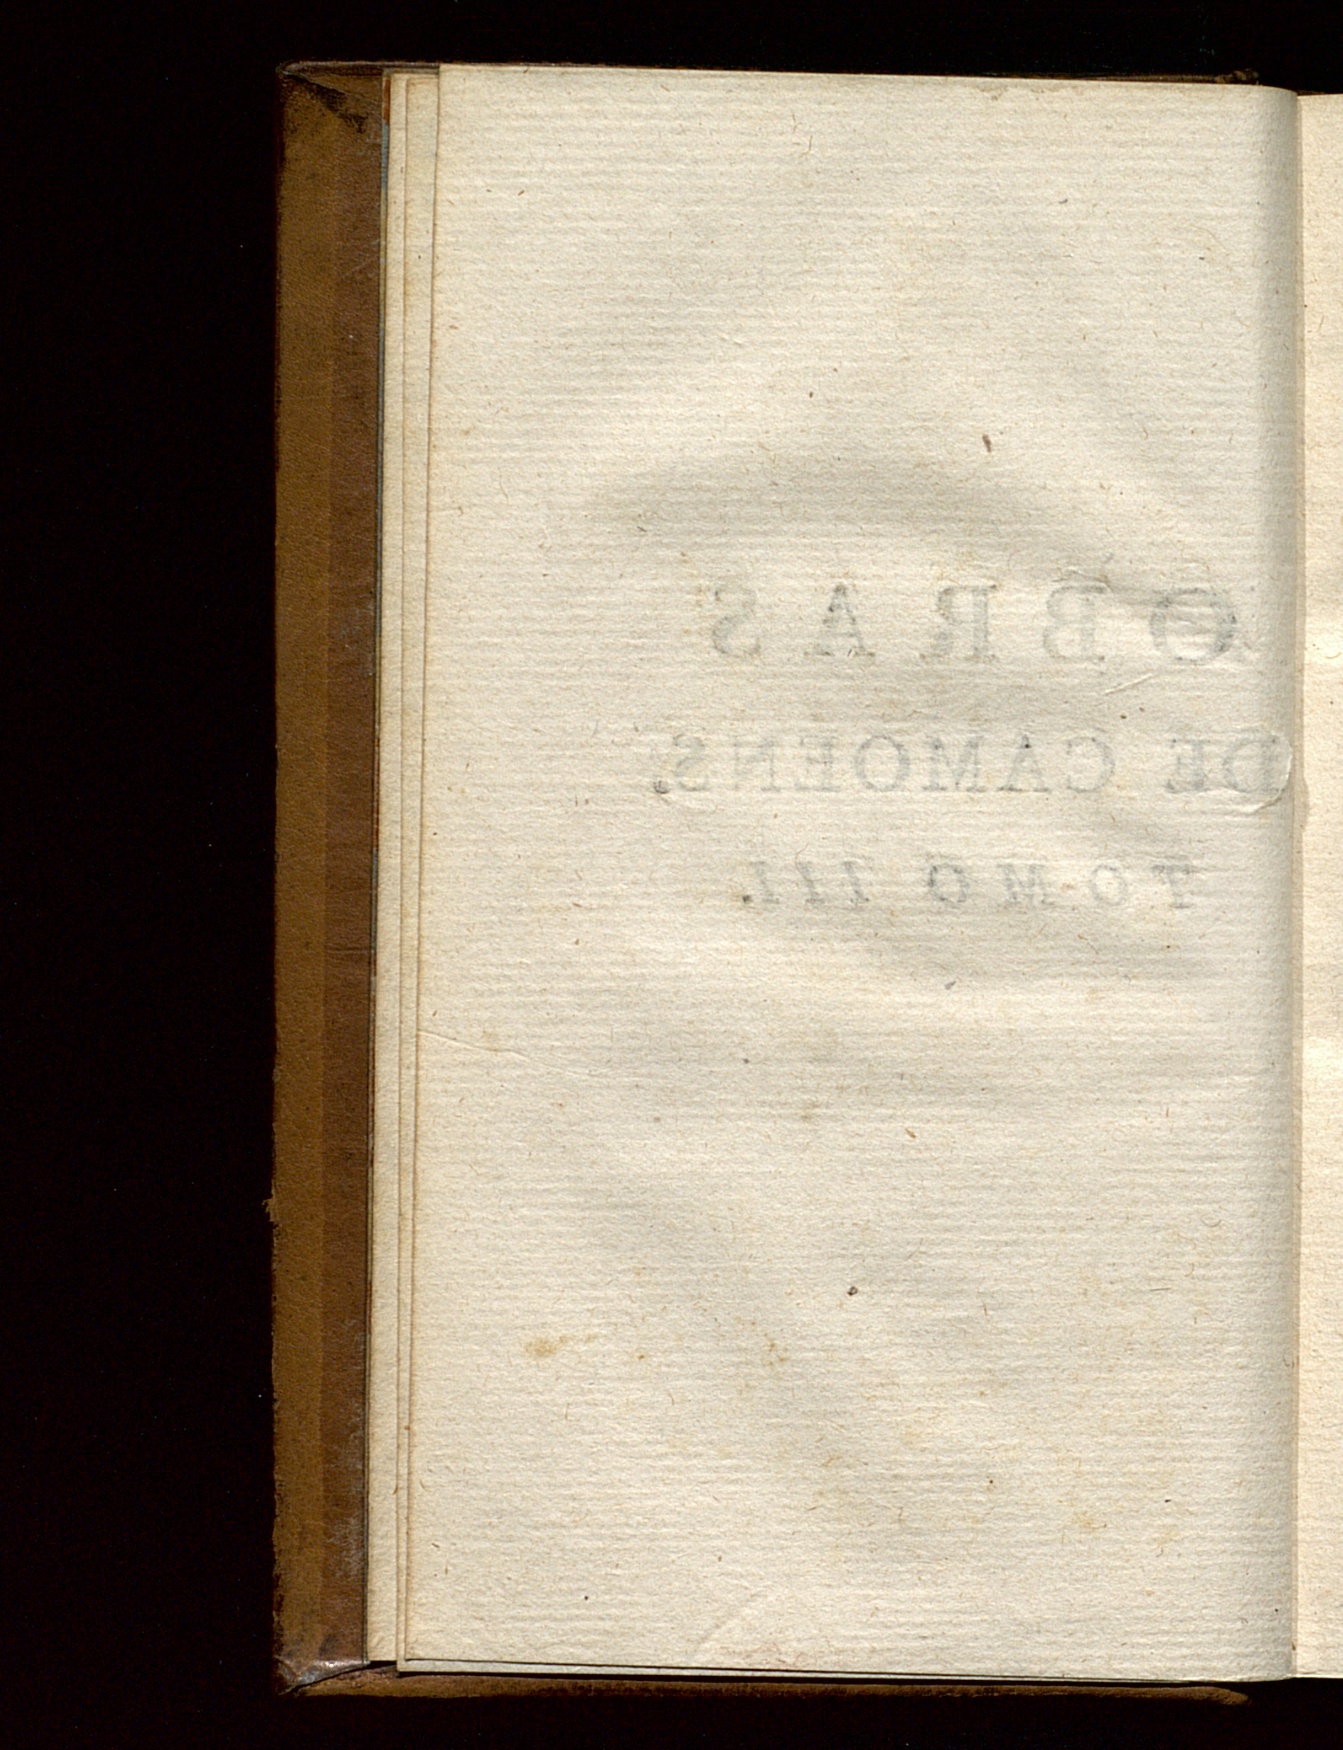 OBRAS
DE CAMOENS.
TOMO III.